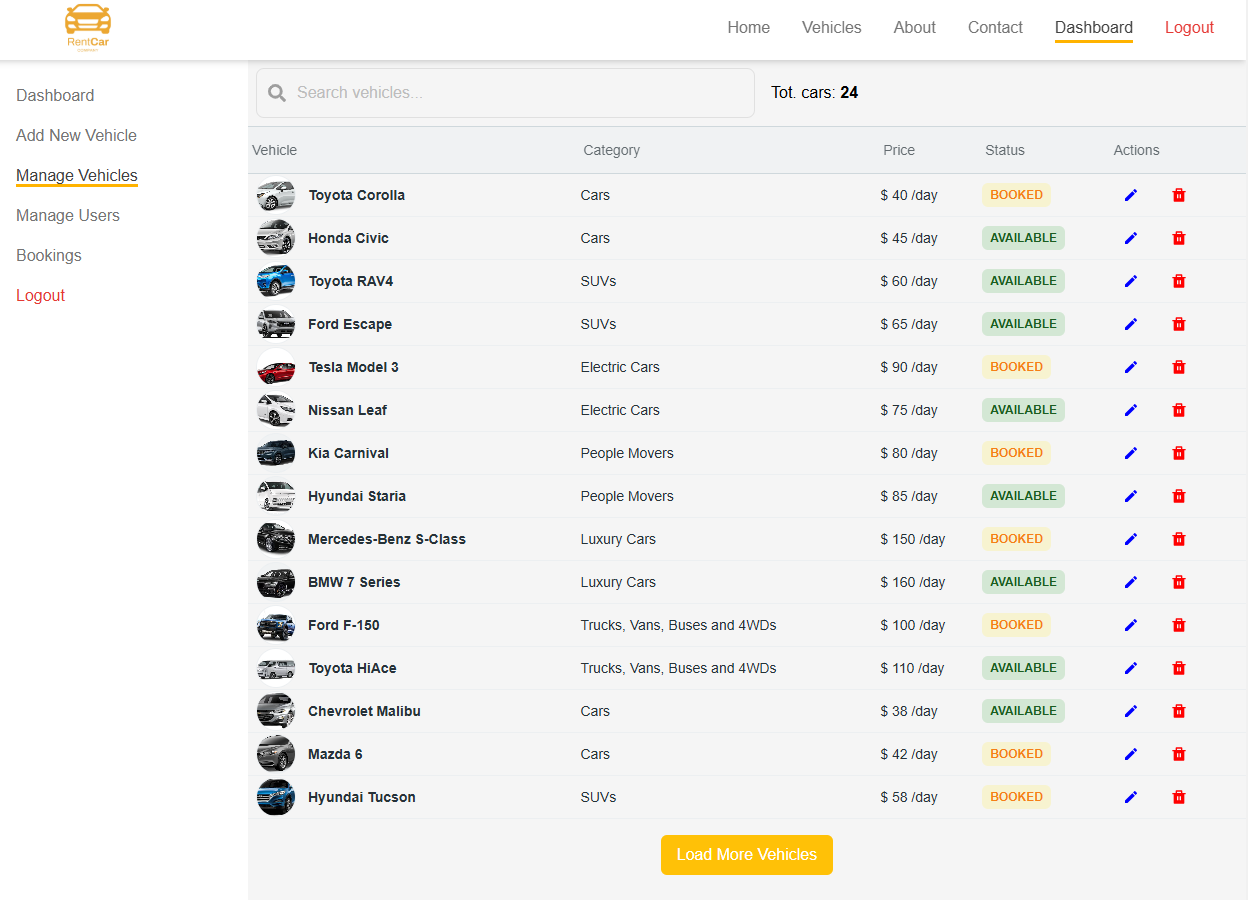 RentCar
Home Vehicles About Contact Dashboard Logout
Dashboard
Add New Vehicle
Manage Vehicles
Manage Users
Bookings
Logout
Search vehicles... Tot. cars: 24
Vehicle Category Price Status Actions
Toyota Corolla Cars $ 40 /day BOOKED
Honda Civic Cars $ 45 /day AVAILABLE
Toyota RAV4 SUVs $ 60 /day AVAILABLE
Ford Escape SUVs $ 65 /day AVAILABLE
Tesla Model 3 Electric Cars $ 90 /day BOOKED
Nissan Leaf Electric Cars $ 75 /day AVAILABLE
Kia Carnival People Movers $ 80 /day BOOKED
Hyundai Staria People Movers $ 85 /day AVAILABLE
Mercedes-Benz S-Class Luxury Cars $ 150 /day BOOKED
BMW 7 Series Luxury Cars $ 160 /day AVAILABLE
Ford F-150 Trucks, Vans, Buses and 4WDs $ 100 /day BOOKED
Toyota HiAce Trucks, Vans, Buses and 4WDs $ 110 /day AVAILABLE
Chevrolet Malibu Cars $ 38 /day AVAILABLE
Mazda 6 Cars $ 42 /day BOOKED
Hyundai Tucson SUVs $ 58 /day BOOKED
Load More Vehicles